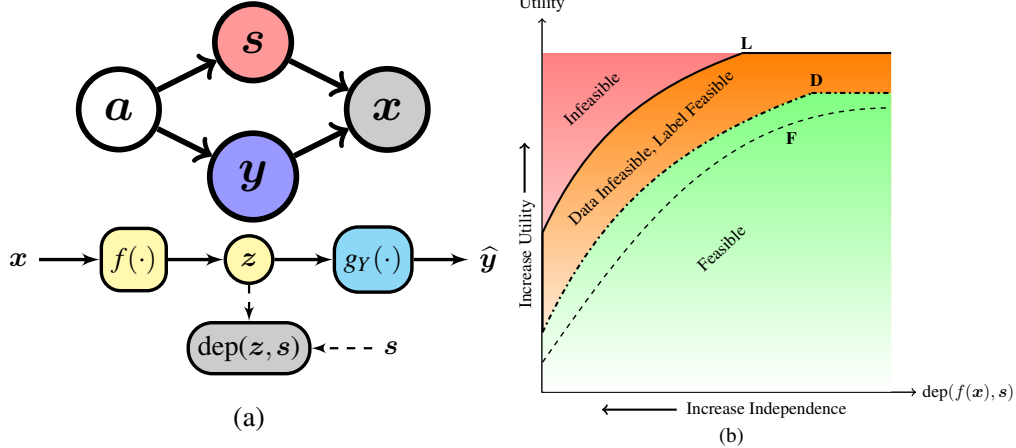 a
s
y
x
x
f(·)
z
g_Y(·)
ŷ
dep(z, s)
s
(a)
Utility
L
D
F
Infeasible
Data Infeasible, Label Feasible
Feasible
Increase Utility
dep(f(x), s)
Increase Independence
(b)